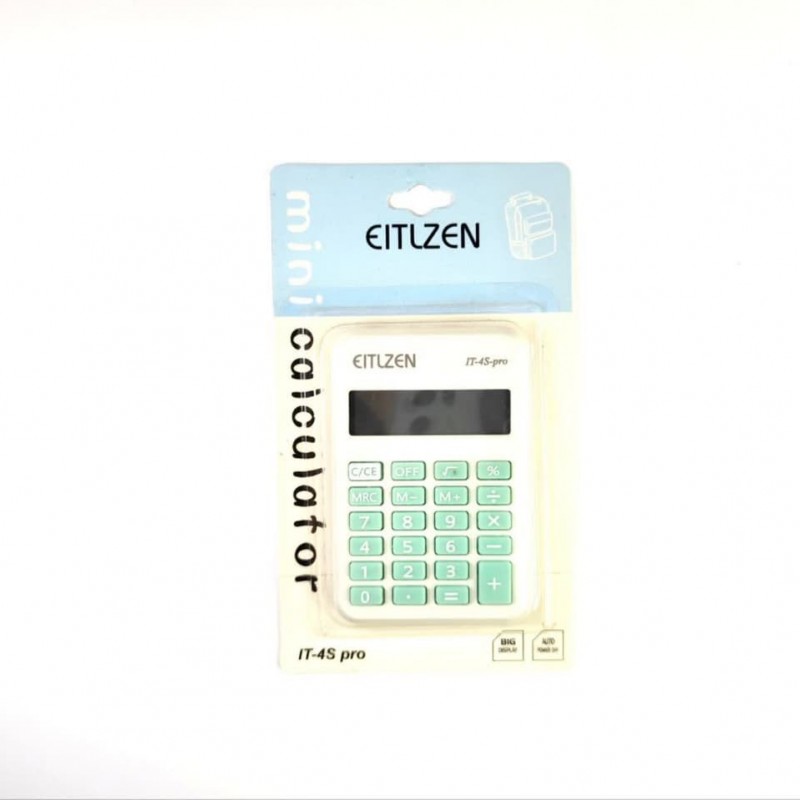 mini calculator
EITLZEN
EITLZEN IT-4S-pro
C/CE OFF √ %
MRC M− M+ ÷
7 8 9 ×
4 5 6 −
1 2 3 +
0 . =
IT-4S pro
BIG DISPLAY
AUTO POWER OFF